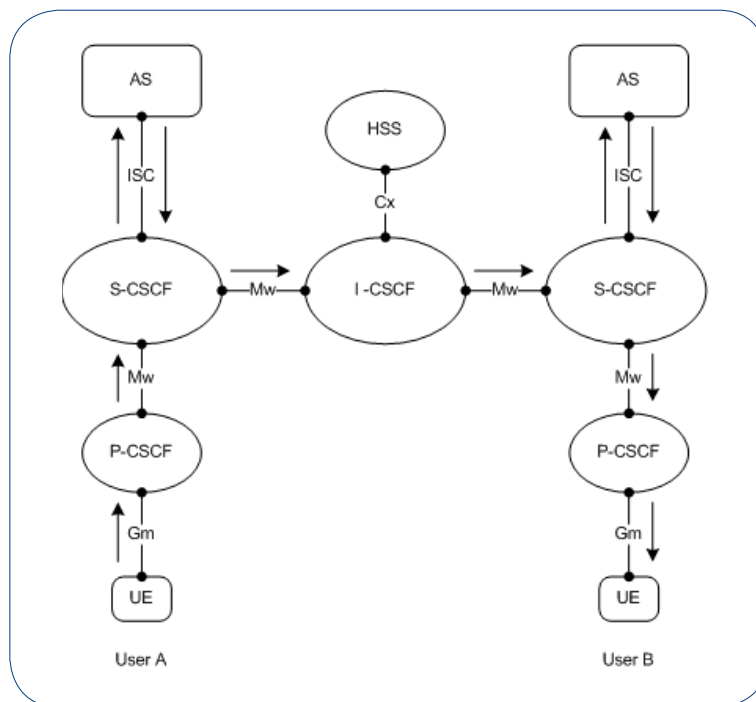 AS
AS
HSS
ISC
ISC
Cx
S-CSCF
I -CSCF
S-CSCF
Mw
Mw
Mw
Mw
P-CSCF
P-CSCF
Gm
Gm
UE
UE
User A
User B